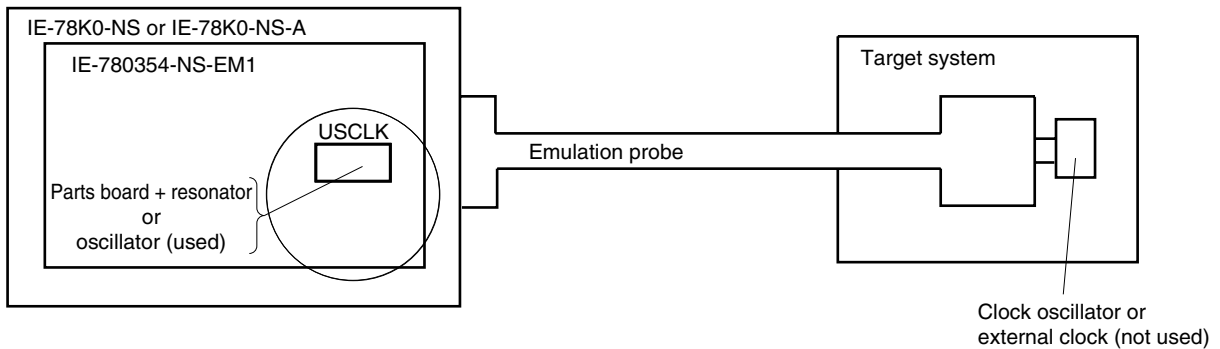 IE-78K0-NS or IE-78K0-NS-A
IE-780354-NS-EM1
USCLK
Parts board + resonator
or
oscillator (used)
Emulation probe
Target system
Clock oscillator or
external clock (not used)